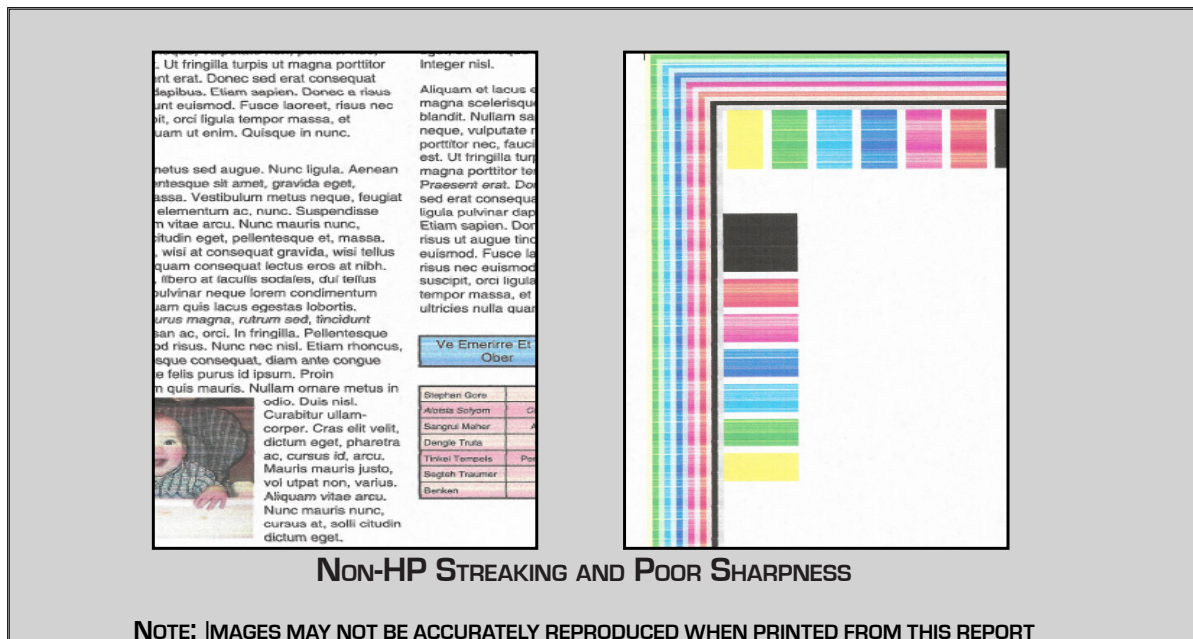 . Ut fringilla turpis ut magna porttitor
nt erat. Donec sed erat consequat
dapibus. Etiam sapien. Donec a risus
unt euismod. Fusce laoreet, risus nec
pit, orci ligula tempor massa, et
uam ut enim. Quisque in nunc.
netus sed augue. Nunc ligula. Aenean
entesque sit amet, gravida eget,
assa. Vestibulum metus neque, feugiat
elementum ac, nunc. Suspendisse
m vitae arcu. Nunc mauris nunc,
citudin eget, pellentesque et, massa.
, wisi at consequat gravida, wisi tellus
quam consequat lectus eros at nibh.
, libero at iaculis sodales, dui tellus
pulvinar neque lorem condimentum
uam quis lacus egestas lobortis.
urus magna, rutrum sed, tincidunt
san ac, orci. In fringilla. Pellentesque
od risus. Nunc nec nisl. Etiam rhoncus,
sque consequat, diam ante congue
e felis purus id ipsum. Proin
n quis mauris. Nullam ornare metus in
odio. Duis nisl.
Curabitur ullam-
corper. Cras elit velit,
dictum eget, pharetra
ac, cursus id, arcu.
Mauris mauris justo,
vol utpat non, varius.
Aliquam vitae arcu.
Nunc mauris nunc,
cursus at, solli citudin
dictum eget.
Integer nisl.
Aliquam et lacus e
magna scelerisqu
blandit. Nullam sa
neque, vulputate r
porttitor nec, fauci
est. Ut fringilla turp
magna porttitor te
Praesent erat. Do
sed erat consequa
ligula pulvinar dap
Etiam sapien. Don
risus ut augue tinc
euismod. Fusce la
risus nec euismod
suscipit, orci ligula
tempor massa, et
ultricies nulla quar
Ve Emerirre Et
Ober
Stephen Gore
Aloisia Solyom
Sangrui Maher
Dengle Truta
Tinkel Tempels
Segteh Traumer
Benken
Non-HP Streaking and Poor Sharpness
Note: Images may not be accurately reproduced when printed from this report